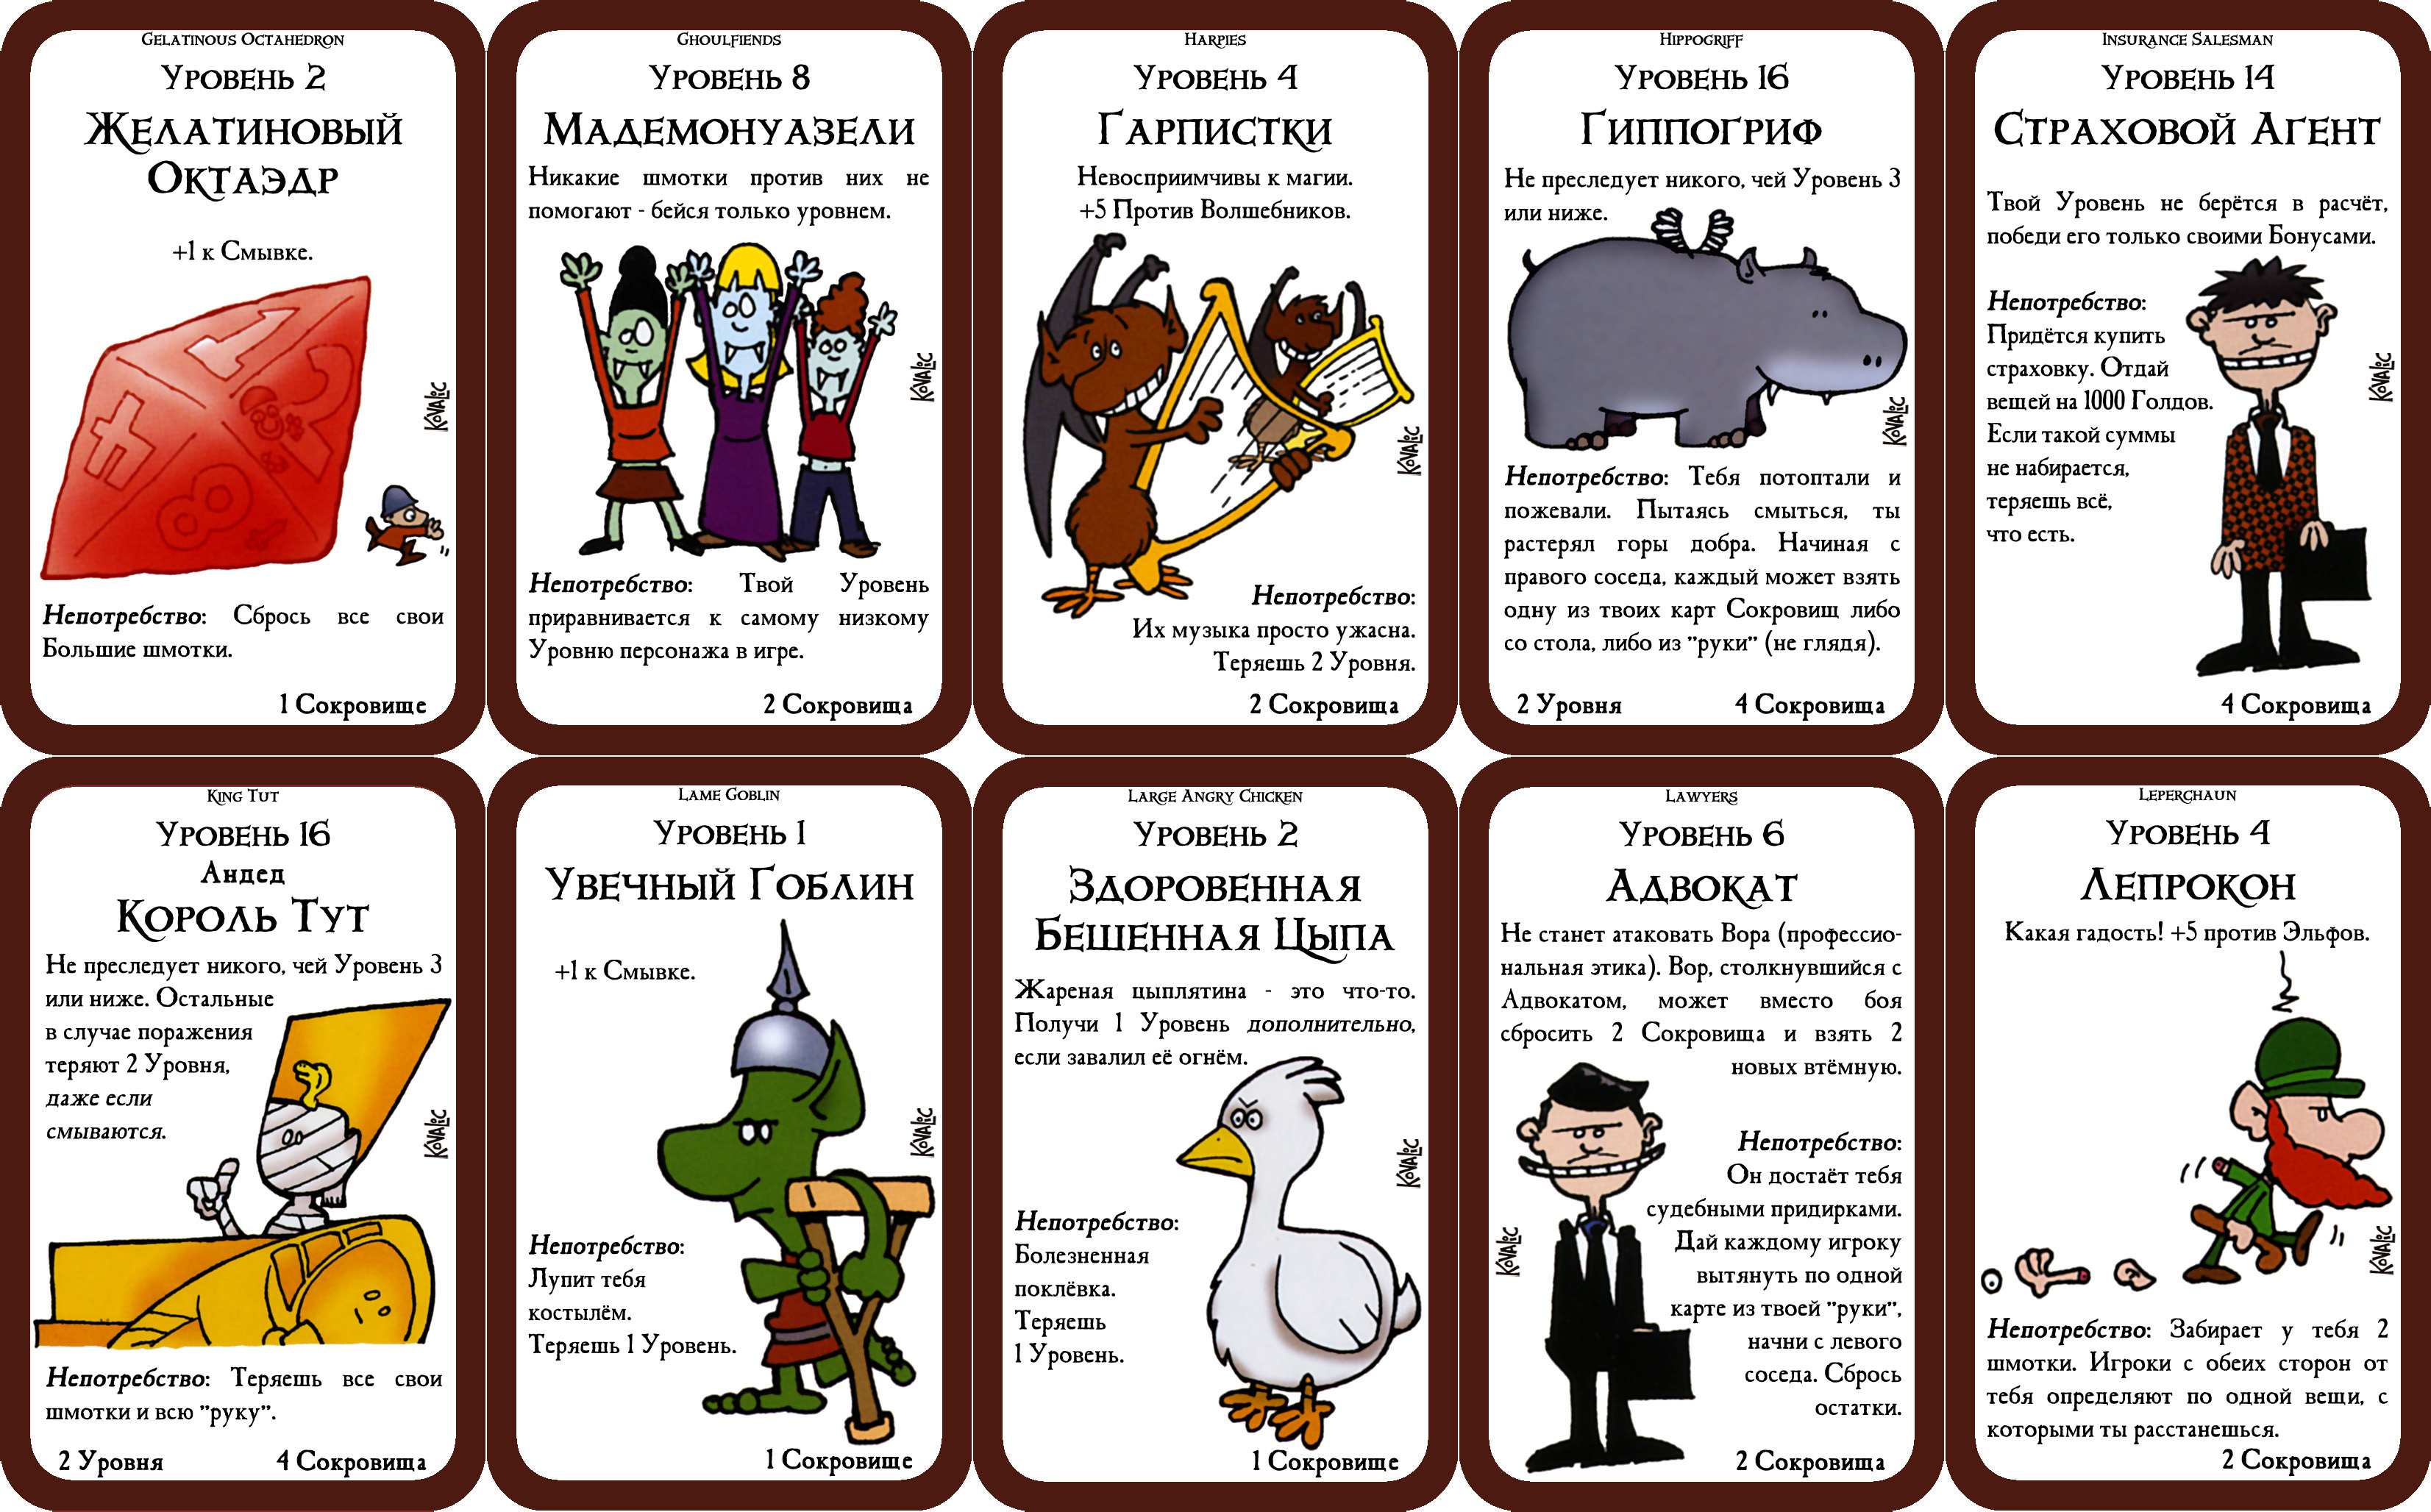 Gelatinous Octahedron
Уровень 2
Желатиновый
Октаэдр
+1 к Смывке.
Kovalic
Непотребство: Сбрось все свои
Большие шмотки.
1 Сокровище
Ghoulfiends
Уровень 8
Мадемонуазели
Никакие шмотки против них не
помогают - бейся только уровнем.
Kovalic
Непотребство: Твой Уровень
приравнивается к самому низкому
Уровню персонажа в игре.
2 Сокровища
Harpies
Уровень 4
Гарпистки
Невосприимчивы к магии.
+5 Против Волшебников.
Kovalic
Непотребство:
Их музыка просто ужасна.
Теряешь 2 Уровня.
2 Сокровища
Hippogriff
Уровень 16
Гиппогриф
Не преследует никого, чей Уровень 3
или ниже.
Kovalic
Непотребство: Тебя потоптали и
пожевали. Пытаясь смыться, ты
растерял горы добра. Начиная с
правого соседа, каждый может взять
одну из твоих карт Сокровищ либо
со стола, либо из "руки" (не глядя).
2 Уровня
4 Сокровища
Insurance Salesman
Уровень 14
Страховой Агент
Твой Уровень не берётся в расчёт,
победи его только своими Бонусами.
Непотребство:
Придётся купить
страховку. Отдай
вещей на 1000 Голдов.
Если такой суммы
не набирается,
теряешь всё,
что есть.
Kovalic
4 Сокровища
King Tut
Уровень 16
Андед
Король Тут
Не преследует никого, чей Уровень 3
или ниже. Остальные
в случае поражения
теряют 2 Уровня,
даже если
смываются.
Kovalic
Непотребство: Теряешь все свои
шмотки и всю "руку".
2 Уровня
4 Сокровища
Lame Goblin
Уровень 1
Увечный Гоблин
+1 к Смывке.
Kovalic
Непотребство:
Лупит тебя
костылём.
Теряешь 1 Уровень.
1 Сокровище
Large Angry Chicken
Уровень 2
Здоровенная
Бешенная Цыпа
Жареная цыплятина - это что-то.
Получи 1 Уровень дополнительно,
если завалил её огнём.
Kovalic
Непотребство:
Болезненная
поклёвка.
Теряешь
1 Уровень.
1 Сокровище
Lawyers
Уровень 6
Адвокат
Не станет атаковать Вора (профессио-
нальная этика). Вор, столкнувшийся с
Адвокатом, может вместо боя
сбросить 2 Сокровища и взять 2
новых втёмную.
Непотребство:
Он достаёт тебя
судебными придирками.
Дай каждому игроку
вытянуть по одной
карте из твоей "руки",
начни с левого
соседа. Сбрось
остатки.
Kovalic
2 Сокровища
Leperchaun
Уровень 4
Лепрокон
Какая гадость! +5 против Эльфов.
Kovalic
Непотребство: Забирает у тебя 2
шмотки. Игроки с обеих сторон от
тебя определяют по одной вещи, с
которыми ты расстанешься.
2 Сокровища